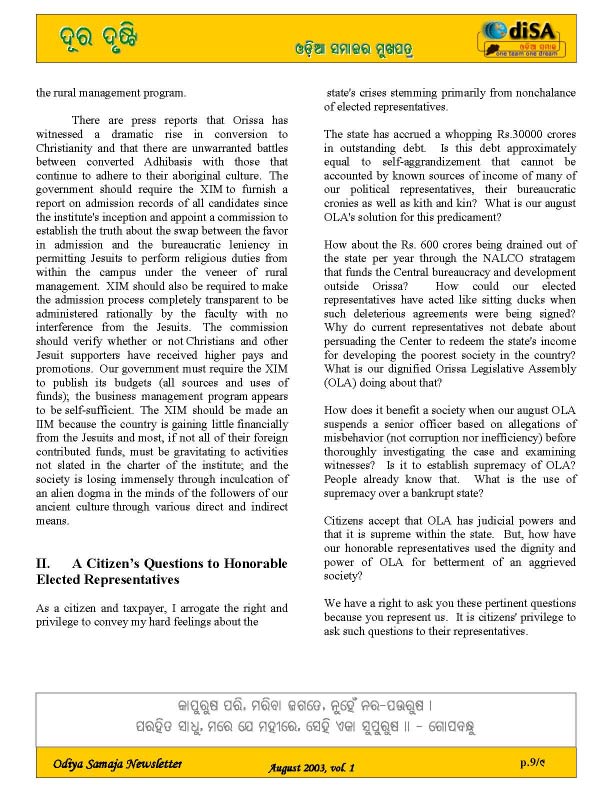 ଦୂର ଦୃଷ୍ଟି
ଓଡ଼ିଆ ସମାଜର ମୁଖପତ୍ର
odiSA
ଓଡ଼ିଆ ସମାଜ
one team one dream
the rural management program.
There are press reports that Orissa has
witnessed a dramatic rise in conversion to
Christianity and that there are unwarranted battles
between converted Adhibasis with those that
continue to adhere to their aboriginal culture. The
government should require the XIM to furnish a
report on admission records of all candidates since
the institute's inception and appoint a commission to
establish the truth about the swap between the favor
in admission and the bureaucratic leniency in
permitting Jesuits to perform religious duties from
within the campus under the veneer of rural
management. XIM should also be required to make
the admission process completely transparent to be
administered rationally by the faculty with no
interference from the Jesuits. The commission
should verify whether or not Christians and other
Jesuit supporters have received higher pays and
promotions. Our government must require the XIM
to publish its budgets (all sources and uses of
funds); the business management program appears
to be self-sufficient. The XIM should be made an
IIM because the country is gaining little financially
from the Jesuits and most, if not all of their foreign
contributed funds, must be gravitating to activities
not slated in the charter of the institute; and the
society is losing immensely through inculcation of
an alien dogma in the minds of the followers of our
ancient culture through various direct and indirect
means.
II. A Citizen's Questions to Honorable
Elected Representatives
As a citizen and taxpayer, I arrogate the right and
privilege to convey my hard feelings about the
state's crises stemming primarily from nonchalance
of elected representatives.
The state has accrued a whopping Rs.30000 crores
in outstanding debt. Is this debt approximately
equal to self-aggrandizement that cannot be
accounted by known sources of income of many of
our political representatives, their bureaucratic
cronies as well as kith and kin? What is our august
OLA's solution for this predicament?
How about the Rs. 600 crores being drained out of
the state per year through the NALCO stratagem
that funds the Central bureaucracy and development
outside Orissa? How could our elected
representatives have acted like sitting ducks when
such deleterious agreements were being signed?
Why do current representatives not debate about
persuading the Center to redeem the state's income
for developing the poorest society in the country?
What is our dignified Orissa Legislative Assembly
(OLA) doing about that?
How does it benefit a society when our august OLA
suspends a senior officer based on allegations of
misbehavior (not corruption nor inefficiency) before
thoroughly investigating the case and examining
witnesses? Is it to establish supremacy of OLA?
People already know that. What is the use of
supremacy over a bankrupt state?
Citizens accept that OLA has judicial powers and
that it is supreme within the state. But, how have
our honorable representatives used the dignity and
power of OLA for betterment of an aggrieved
society?
We have a right to ask you these pertinent questions
because you represent us. It is citizens' privilege to
ask such questions to their representatives.
କାପୁରୁଷ ପରି, ମରିବା ଜଗତେ, ନୁହେଁ ନର-ପଉରୁଷ ।
ପରହିତ ସାଧୁ, ମରେ ଯେ ମହୀରେ, ସେହି ଏକା ସୁପୁରୁଷ ॥ - ଗୋପବନ୍ଧୁ
Odiya Samaja Newsletter
August 2003, vol. 1
p.9/୯